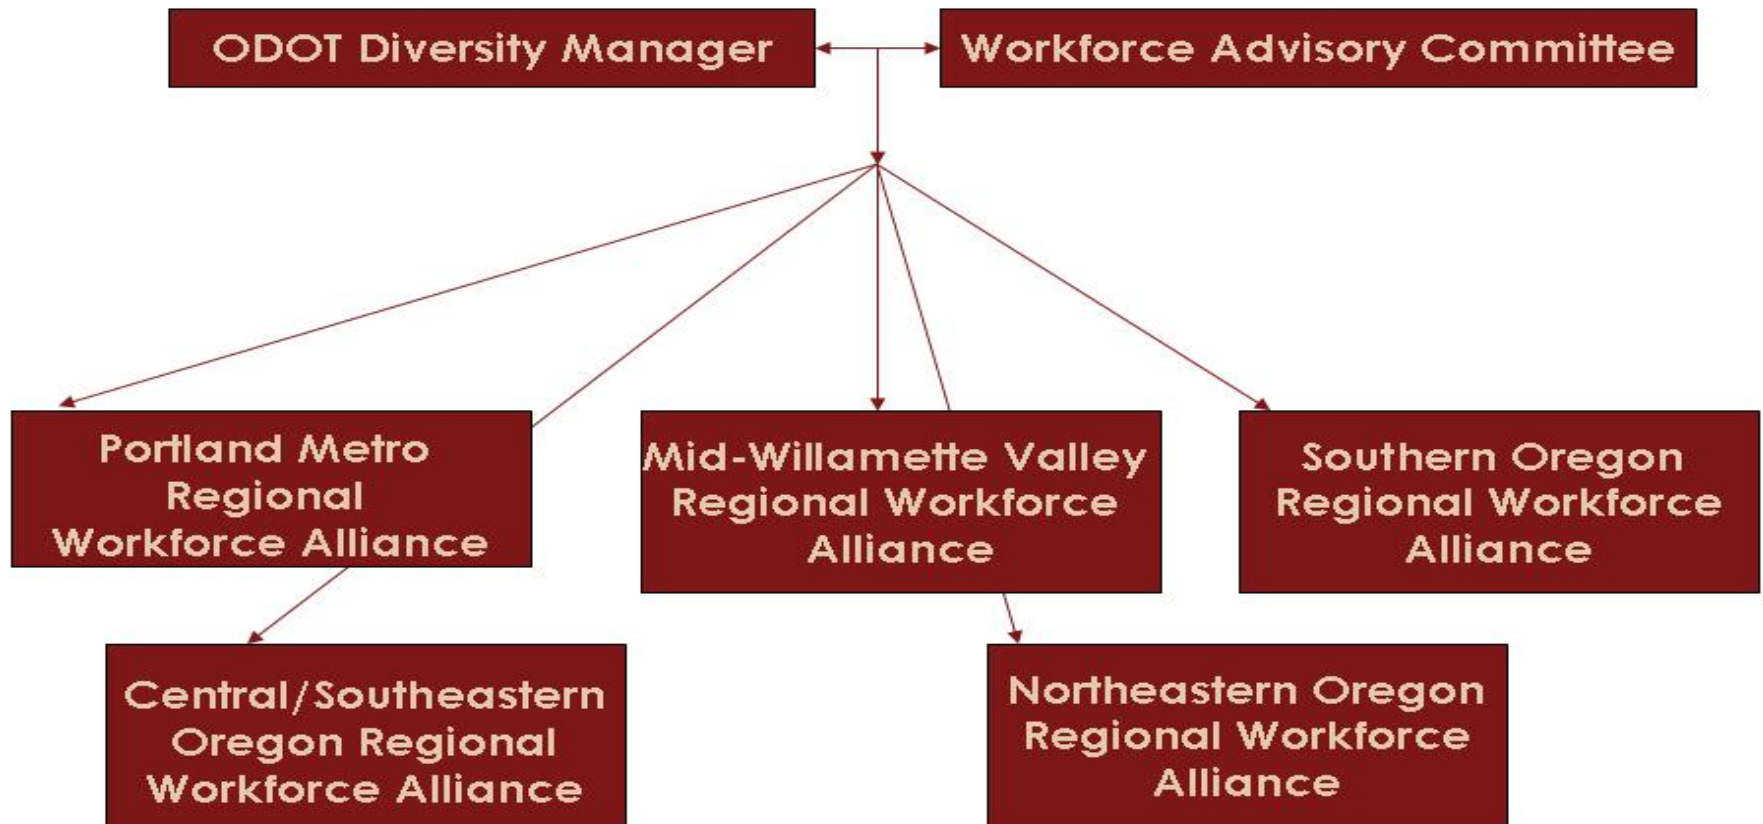 ODOT Diversity Manager
Workforce Advisory Committee
Portland Metro
Regional
Workforce Alliance
Mid-Willamette Valley
Regional Workforce
Alliance
Southern Oregon
Regional Workforce
Alliance
Central/Southeastern
Oregon Regional
Workforce Alliance
Northeastern Oregon
Regional Workforce
Alliance